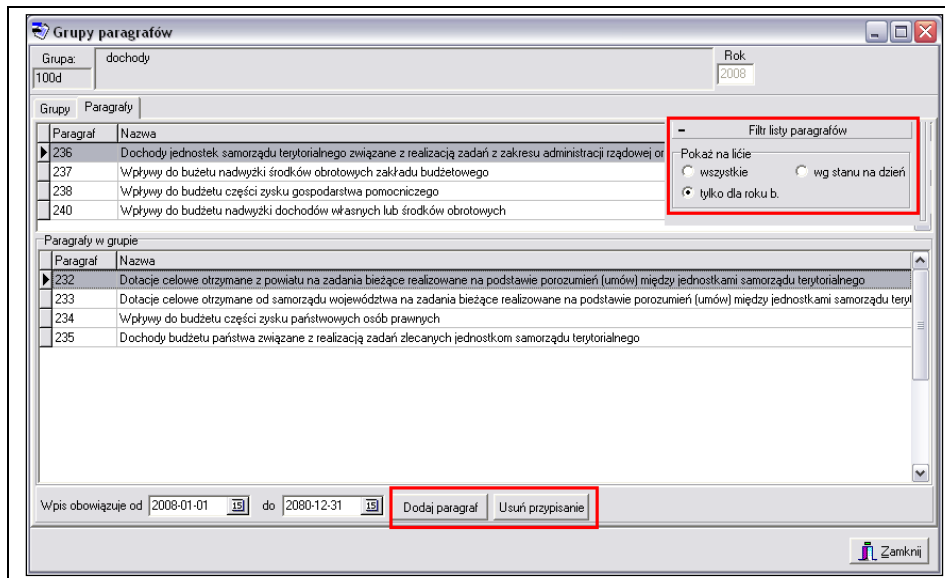 Grupy paragrafów
Grupa: dochody Rok
100d 2008
Grupy Paragrafy
Paragraf Nazwa
236 Dochody jednostek samorządu terytorialnego związane z realizacją zadań z zakresu administracji rządowej or
237 Wpływy do bużetu nadwyżki środków obrotowych zakładu budżetowego
238 Wpływy do budżetu części zysku gospodarstwa pomocniczego
240 Wpływy do budżetu nadwyżki dochodów własnych lub środków obrotowych
- Filtr listy paragrafów
Pokaż na lićie
wszystkie wg stanu na dzień
tylko dla roku b.
Paragrafy w grupie
Paragraf Nazwa
232 Dotacje celowe otrzymane z powiatu na zadania bieżące realizowane na podstawie porozumień (umów) między jednostkami samorządu terytorialnego
233 Dotacje celowe otrzymane od samorządu województwa na zadania bieżące realizowane na podstawie porozumień (umów) między jednostkami samorządu teryt
234 Wpływy do budżetu części zysku państwowych osób prawnych
235 Dochody budżetu państwa związane z realizacją zadań zlecanych jednostkom samorządu terytorialnego
Wpis obowiązuje od 2008-01-01 15 do 2080-12-31 15 Dodaj paragraf Usuń przypisanie
Zamknij